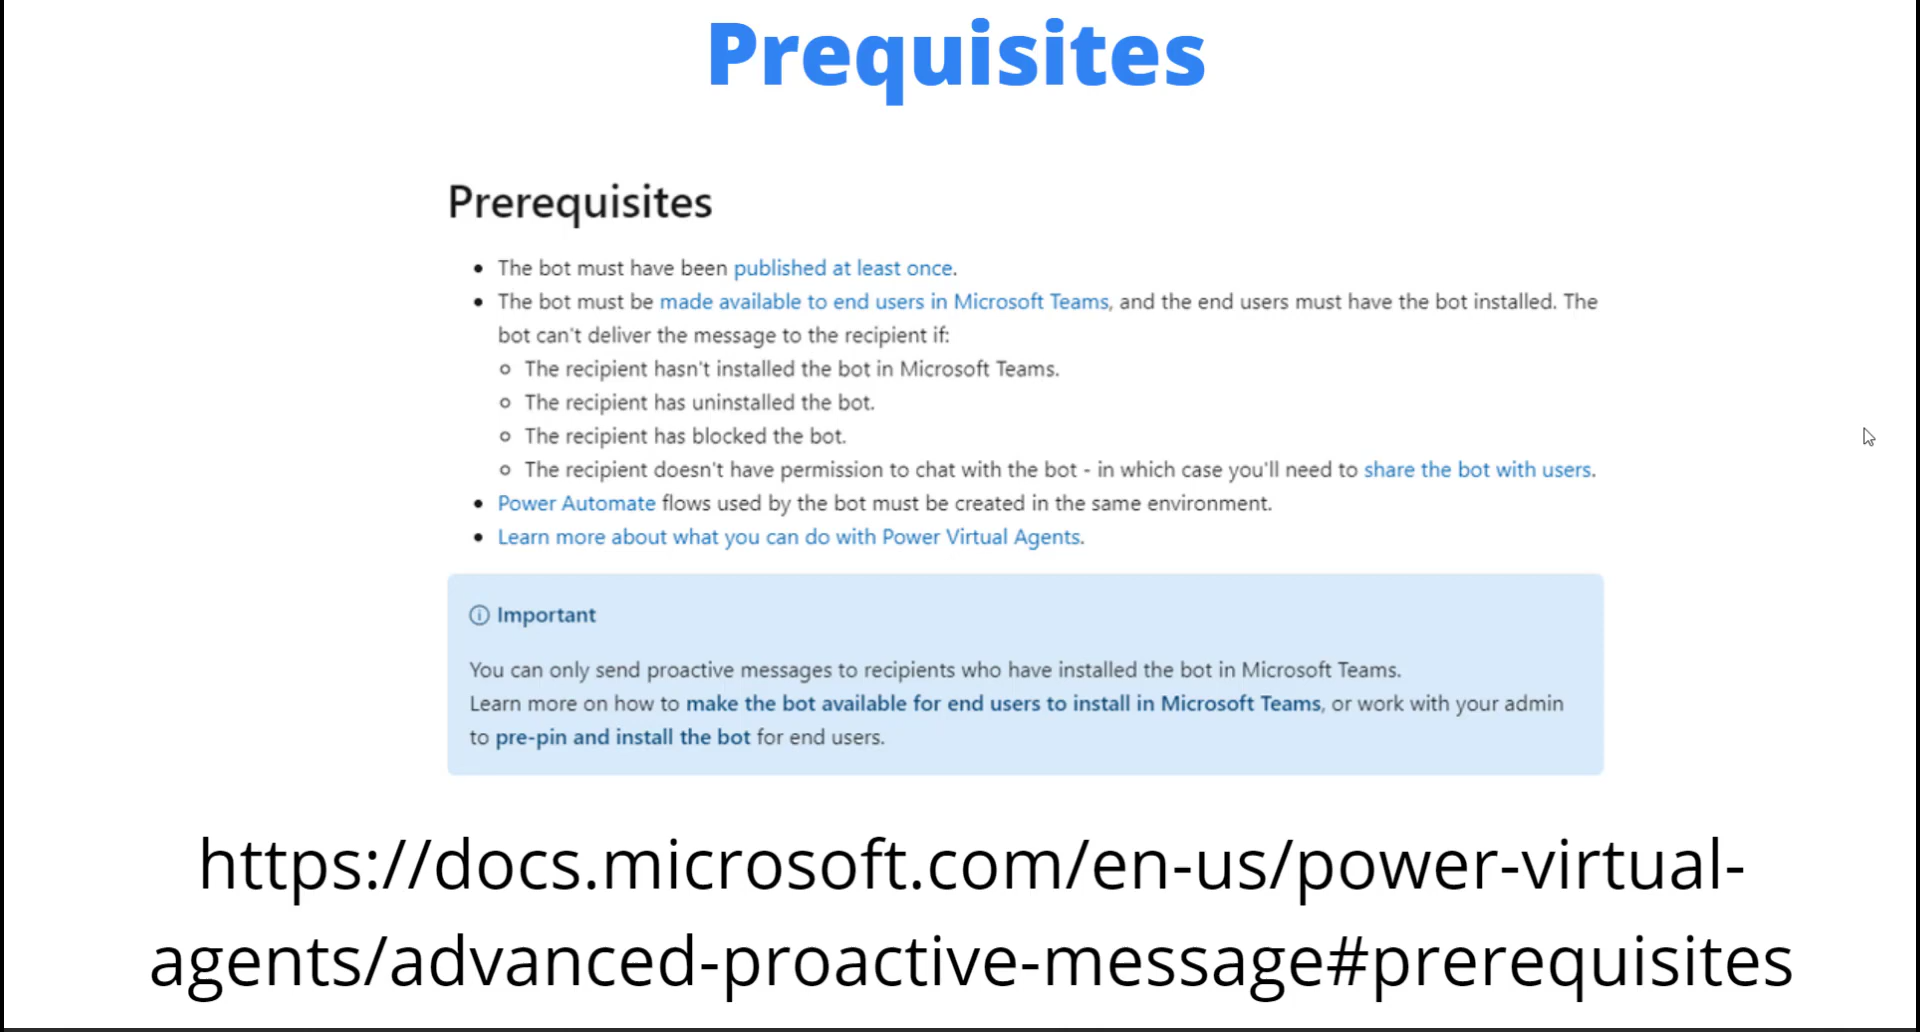 Prequisites
Prerequisites
• The bot must have been published at least once.
• The bot must be made available to end users in Microsoft Teams, and the end users must have the bot installed. The
bot can't deliver the message to the recipient if:
○ The recipient hasn't installed the bot in Microsoft Teams.
○ The recipient has uninstalled the bot.
○ The recipient has blocked the bot.
○ The recipient doesn't have permission to chat with the bot - in which case you'll need to share the bot with users.
• Power Automate flows used by the bot must be created in the same environment.
• Learn more about what you can do with Power Virtual Agents.
Important
You can only send proactive messages to recipients who have installed the bot in Microsoft Teams.
Learn more on how to make the bot available for end users to install in Microsoft Teams, or work with your admin
to pre-pin and install the bot for end users.
https://docs.microsoft.com/en-us/power-virtual-
agents/advanced-proactive-message#prerequisites